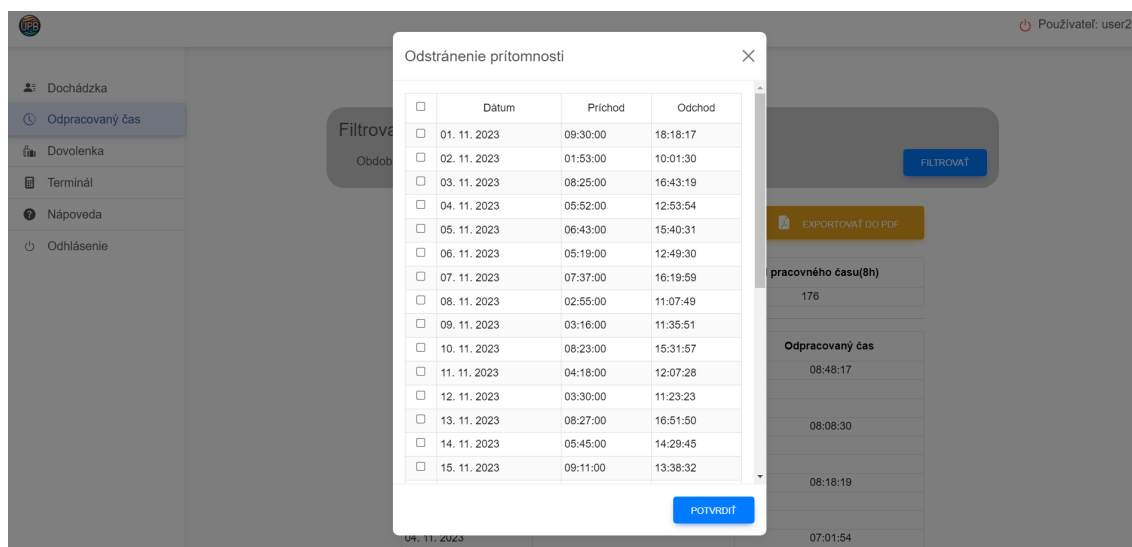 UPB
Používateľ: user2
Dochádzka
Odpracovaný čas
Dovolenka
Terminál
Nápoveda
Odhlásenie
Filtrova
Obdob
FILTROVAŤ
EXPORTOVAŤ DO PDF
pracovného času(8h)
176
Odpracovaný čas
08:48:17
08:08:30
08:18:19
04. 11. 2023 07:01:54
Odstránenie prítomnosti
Dátum Príchod Odchod
01. 11. 2023 09:30:00 18:18:17
02. 11. 2023 01:53:00 10:01:30
03. 11. 2023 08:25:00 16:43:19
04. 11. 2023 05:52:00 12:53:54
05. 11. 2023 06:43:00 15:40:31
06. 11. 2023 05:19:00 12:49:30
07. 11. 2023 07:37:00 16:19:59
08. 11. 2023 02:55:00 11:07:49
09. 11. 2023 03:16:00 11:35:51
10. 11. 2023 08:23:00 15:31:57
11. 11. 2023 04:18:00 12:07:28
12. 11. 2023 03:30:00 11:23:23
13. 11. 2023 08:27:00 16:51:50
14. 11. 2023 05:45:00 14:29:45
15. 11. 2023 09:11:00 13:38:32
POTVRDIŤ